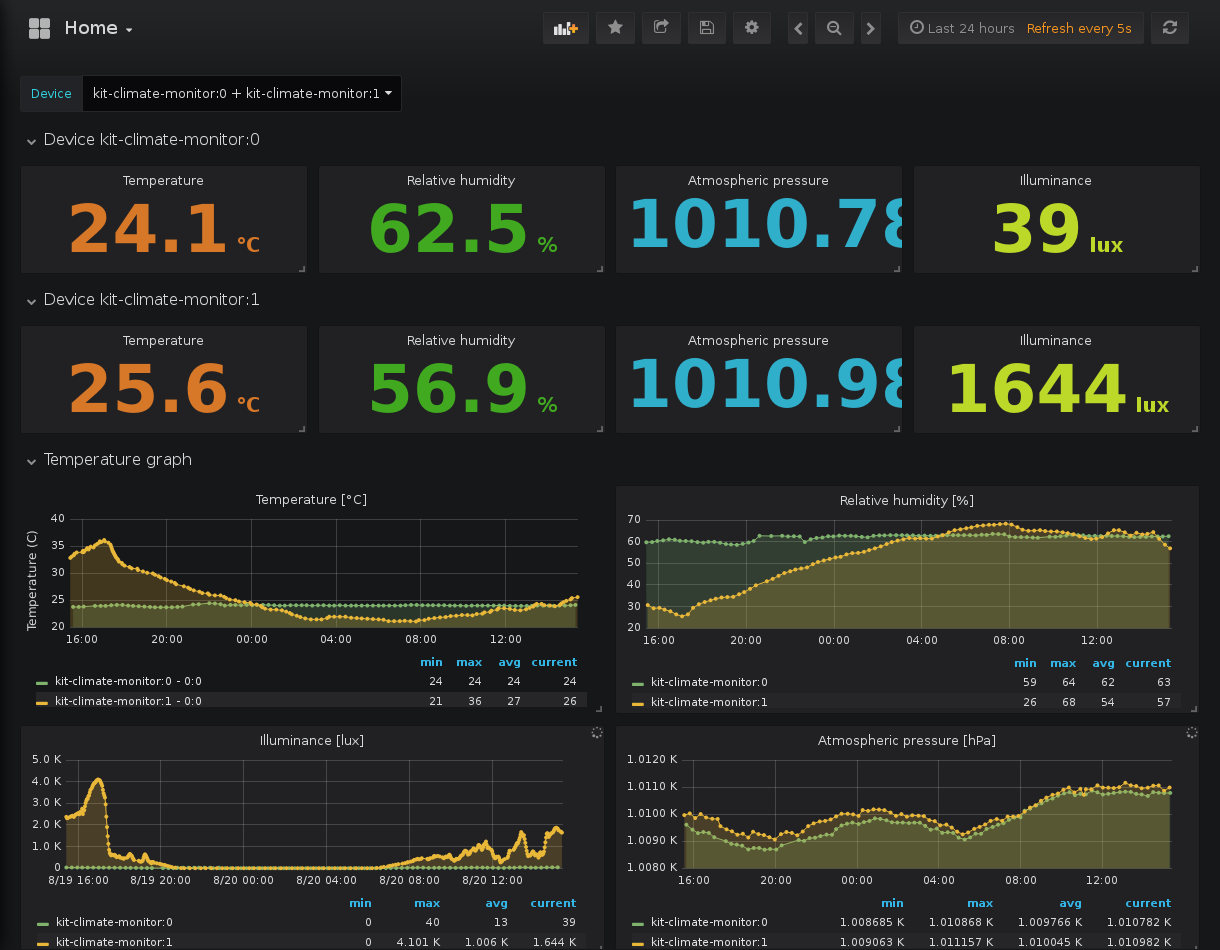 Home
Last 24 hours Refresh every 5s
Device kit-climate-monitor:0 + kit-climate-monitor:1
Device kit-climate-monitor:0
Temperature Relative humidity Atmospheric pressure Illuminance
24.1 °C 62.5 % 1010.78 39 lux
Device kit-climate-monitor:1
Temperature Relative humidity Atmospheric pressure Illuminance
25.6 °C 56.9 % 1010.98 1644 lux
Temperature graph
Temperature [°C]
Temperature (C)
40
35
30
25
20
16:00 20:00 00:00 04:00 08:00 12:00
min max avg current
kit-climate-monitor:0 - 0:0 24 24 24 24
kit-climate-monitor:1 - 0:0 21 36 27 26
Relative humidity [%]
70
60
50
40
30
20
16:00 20:00 00:00 04:00 08:00 12:00
min max avg current
kit-climate-monitor:0 59 64 62 63
kit-climate-monitor:1 26 68 54 57
Illuminance [lux]
5.0 K
4.0 K
3.0 K
2.0 K
1.0 K
0
8/19 16:00 8/19 20:00 8/20 00:00 8/20 04:00 8/20 08:00 8/20 12:00
min max avg current
kit-climate-monitor:0 0 40 13 39
kit-climate-monitor:1 0 4.101 K 1.006 K 1.644 K
Atmospheric pressure [hPa]
1.0120 K
1.0110 K
1.0100 K
1.0090 K
1.0080 K
16:00 20:00 00:00 04:00 08:00 12:00
min max avg current
kit-climate-monitor:0 1.008685 K 1.010868 K 1.009766 K 1.010782 K
kit-climate-monitor:1 1.009063 K 1.011157 K 1.010045 K 1.010982 K